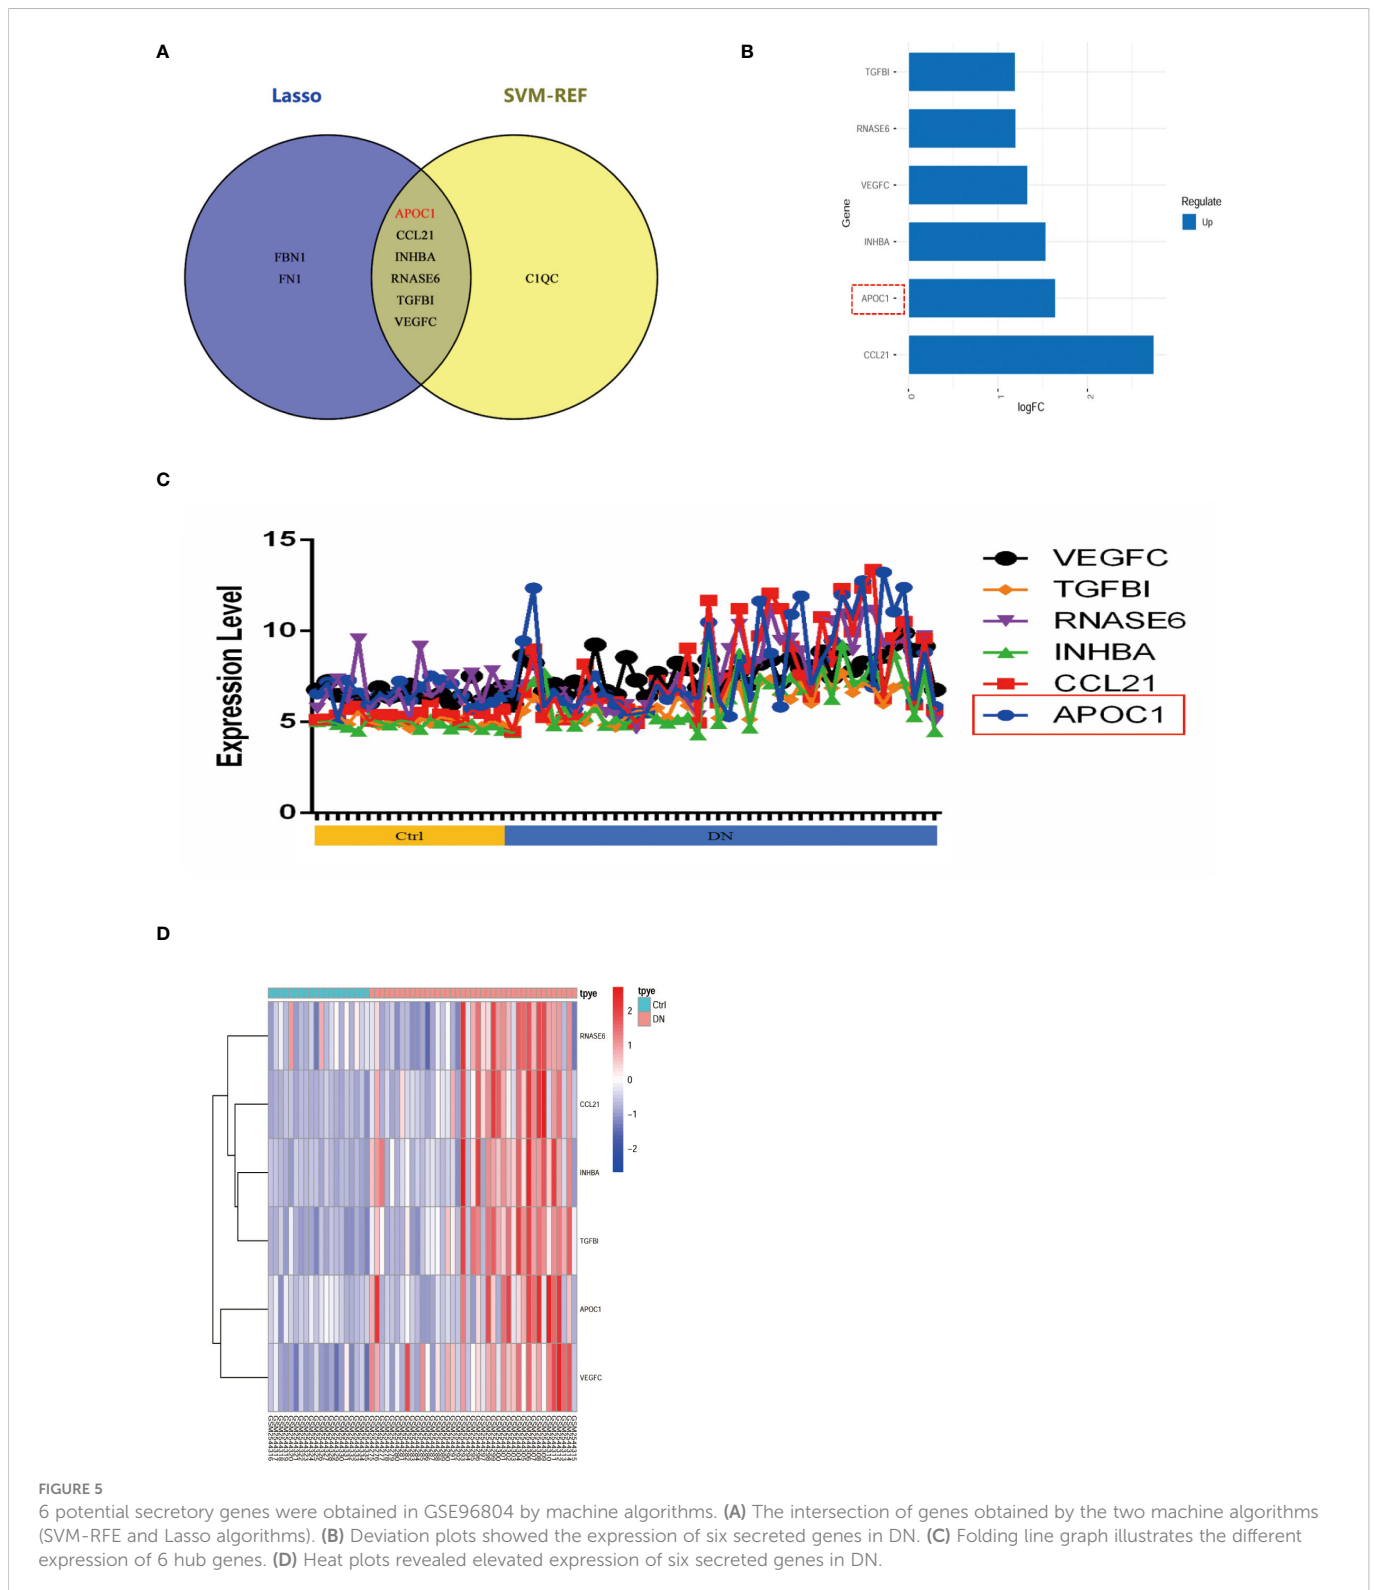 A
Lasso
SVM-REF
FBN1
FN1
APOC1
CCL21
INHBA
RNASE6
TGFBI
VEGFC
C1QC
B
Gene
TGFBI
RNASE6
VEGFC
INHBA
APOC1
CCL21
0
1
2
logFC
Regulate
Up
C
Expression Level
15
10
5
0
Ctrl
DN
VEGFC
TGFBI
RNASE6
INHBA
CCL21
APOC1
D
tpye
RNASE6
CCL21
INHBA
TGFBI
APOC1
VEGFC
2
1
0
−1
−2
tpye
Ctrl
DN
FIGURE 5
6 potential secretory genes were obtained in GSE96804 by machine algorithms. (A) The intersection of genes obtained by the two machine algorithms
(SVM-RFE and Lasso algorithms). (B) Deviation plots showed the expression of six secreted genes in DN. (C) Folding line graph illustrates the different
expression of 6 hub genes. (D) Heat plots revealed elevated expression of six secreted genes in DN.